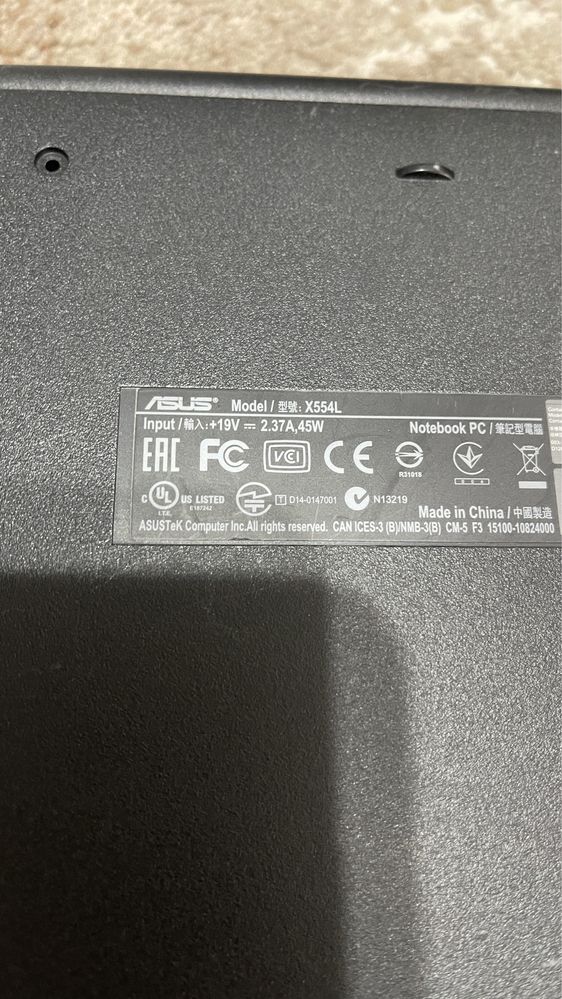 ASUS® Model / 型號: X554L
Input / 輸入: +19V ⎓ 2.37A,45W Notebook PC / 筆記型電腦
EAC FC VCI CE R31018
C UL US LISTED I.T.E. E187242 T D14-0147001 N13219
Made in China / 中國製造
ASUSTeK Computer Inc.All rights reserved. CAN ICES-3 (B)/NMB-3(B) CM-5 F3 15100-10824000